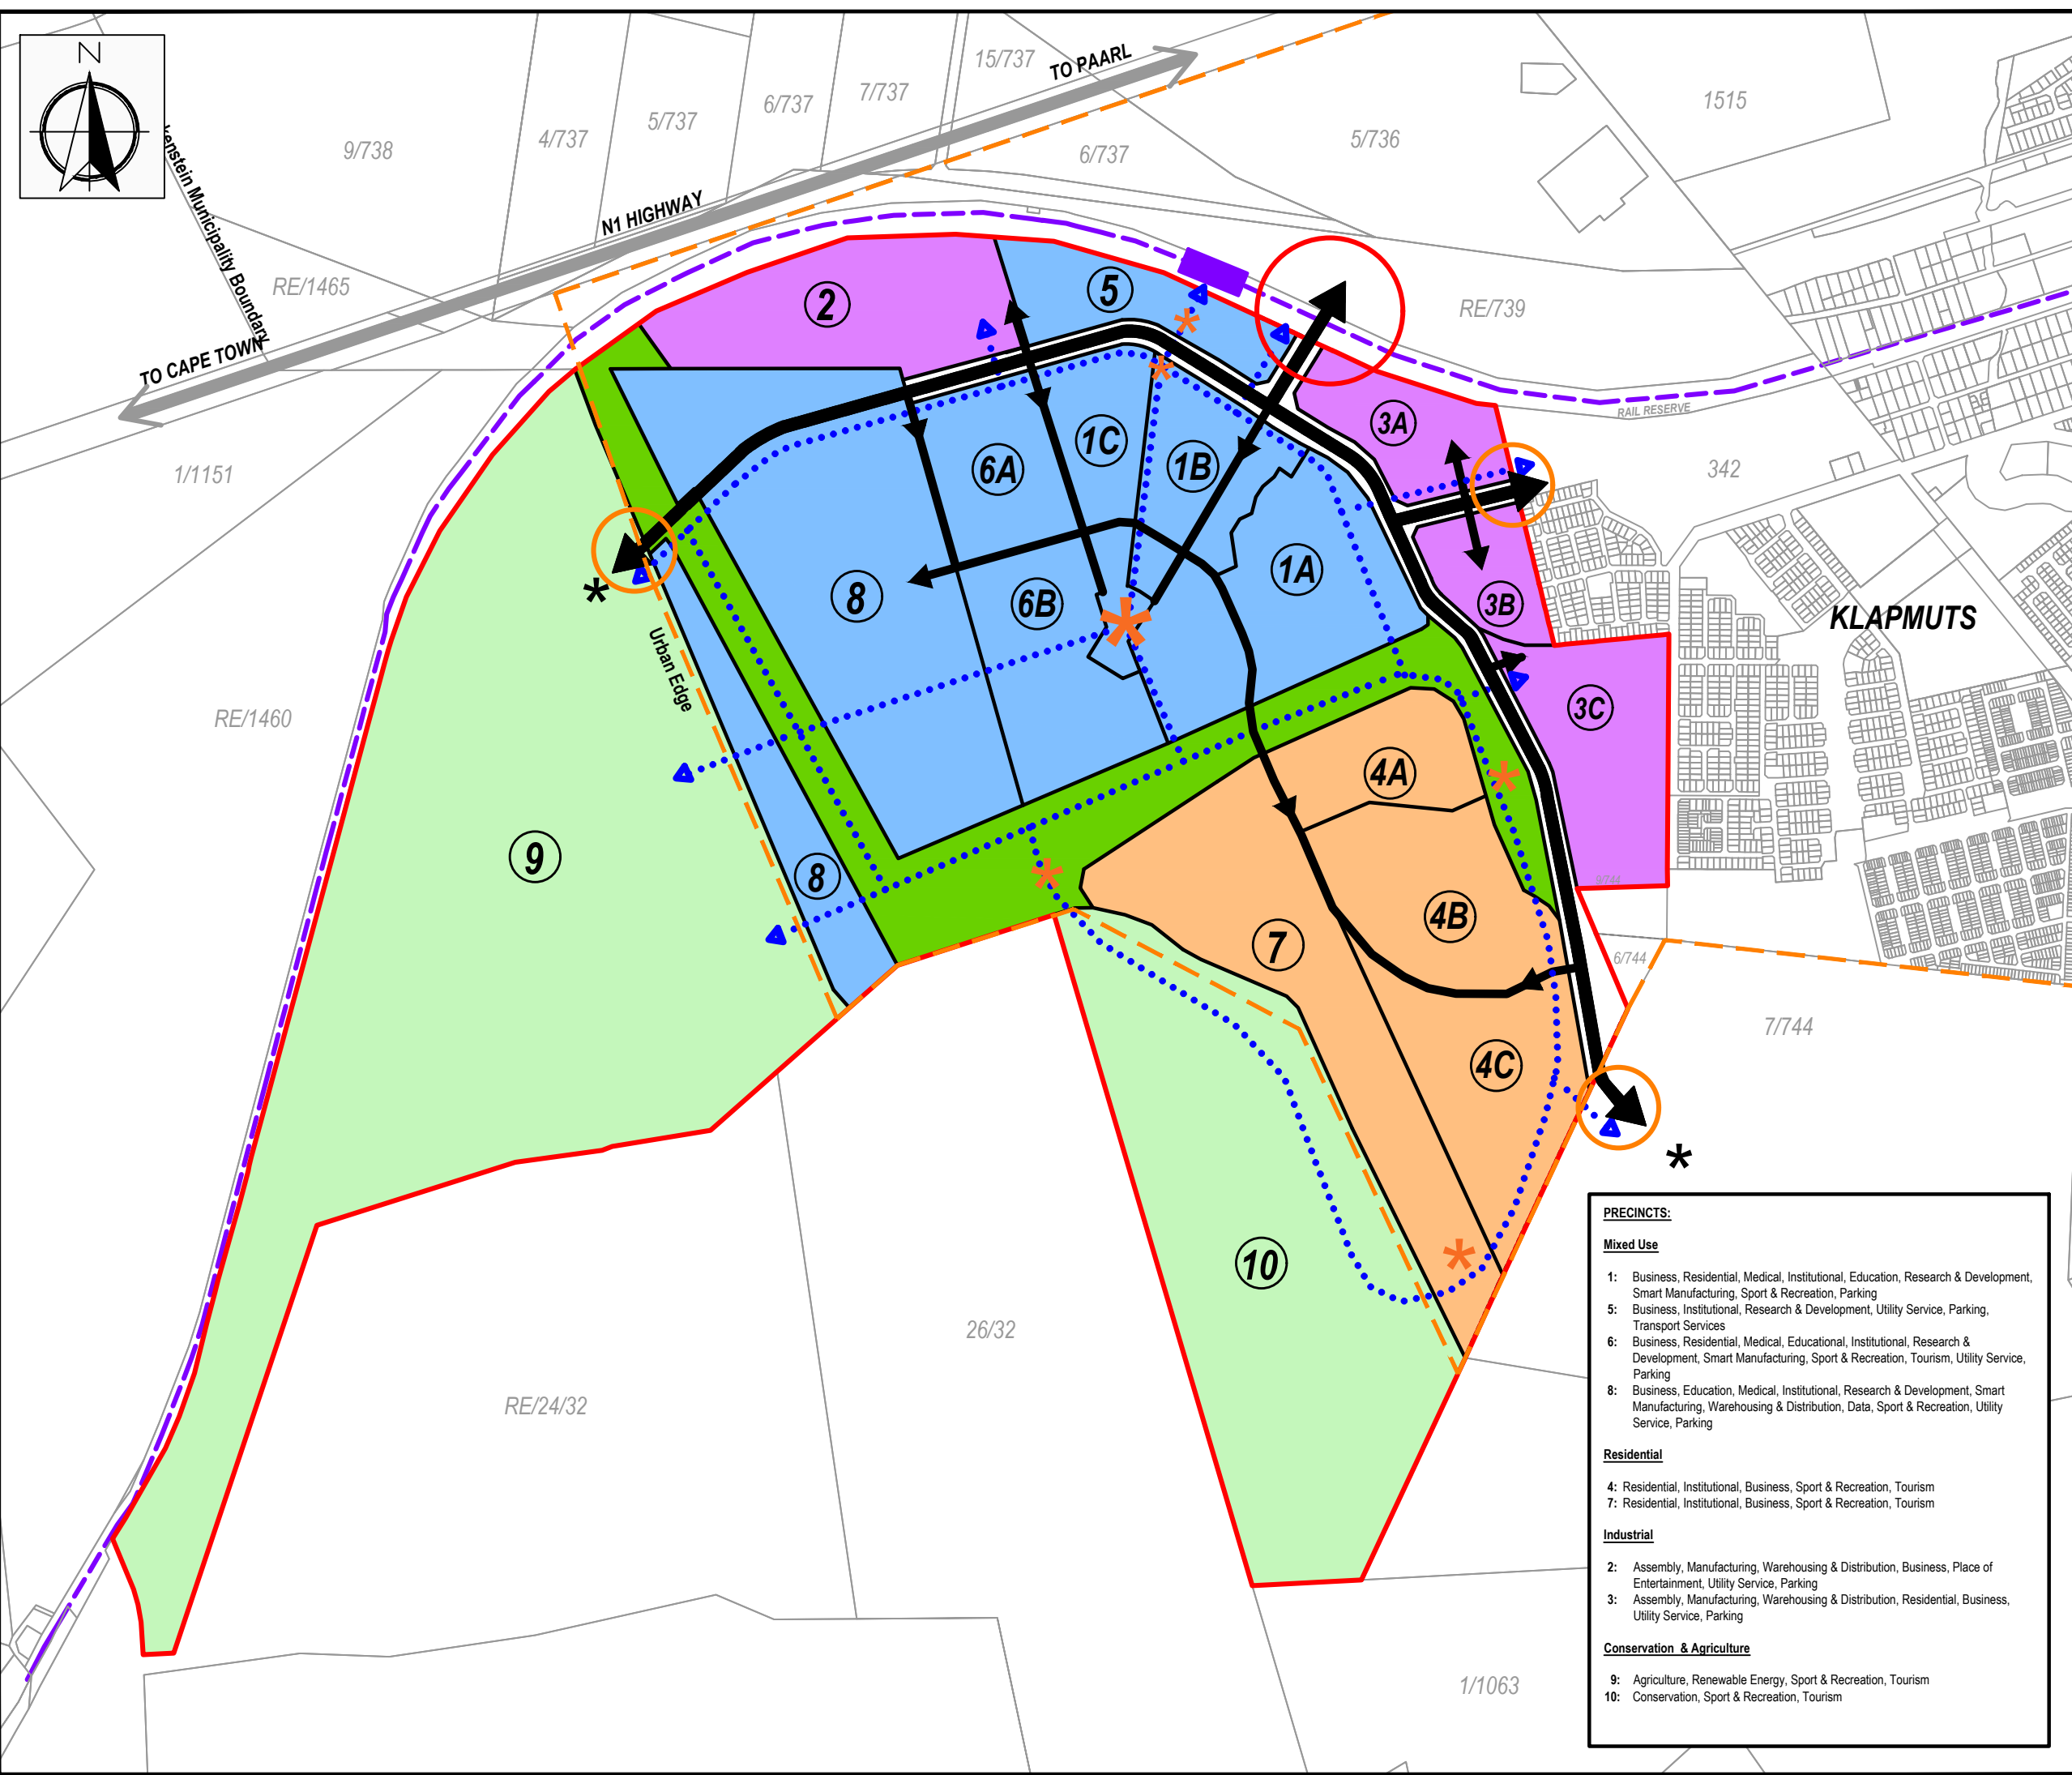 N
TO PAARL
15/737
7/737
6/737
5/737
4/737
9/738
1515
5/736
6/737
enstein Municipality Boundary
N1 HIGHWAY
RE/1465
TO CAPE TOWN
2
5
RE/739
RAIL RESERVE
3A
1C
1B
6A
342
1/1151
1A
8
6B
3B
KLAPMUTS
Urban Edge
3C
RE/1460
4A
9
8
9/744
4B
7
6/744
7/744
4C
10
26/32
RE/24/32
1/1063
*
*
PRECINCTS:
Mixed Use
1: Business, Residential, Medical, Institutional, Education, Research & Development,
Smart Manufacturing, Sport & Recreation, Parking
5: Business, Institutional, Research & Development, Utility Service, Parking,
Transport Services
6: Business, Residential, Medical, Educational, Institutional, Research &
Development, Smart Manufacturing, Sport & Recreation, Tourism, Utility Service,
Parking
8: Business, Education, Medical, Institutional, Research & Development, Smart
Manufacturing, Warehousing & Distribution, Data, Sport & Recreation, Utility
Service, Parking
Residential
4: Residential, Institutional, Business, Sport & Recreation, Tourism
7: Residential, Institutional, Business, Sport & Recreation, Tourism
Industrial
2: Assembly, Manufacturing, Warehousing & Distribution, Business, Place of
Entertainment, Utility Service, Parking
3: Assembly, Manufacturing, Warehousing & Distribution, Residential, Business,
Utility Service, Parking
Conservation & Agriculture
9: Agriculture, Renewable Energy, Sport & Recreation, Tourism
10: Conservation, Sport & Recreation, Tourism